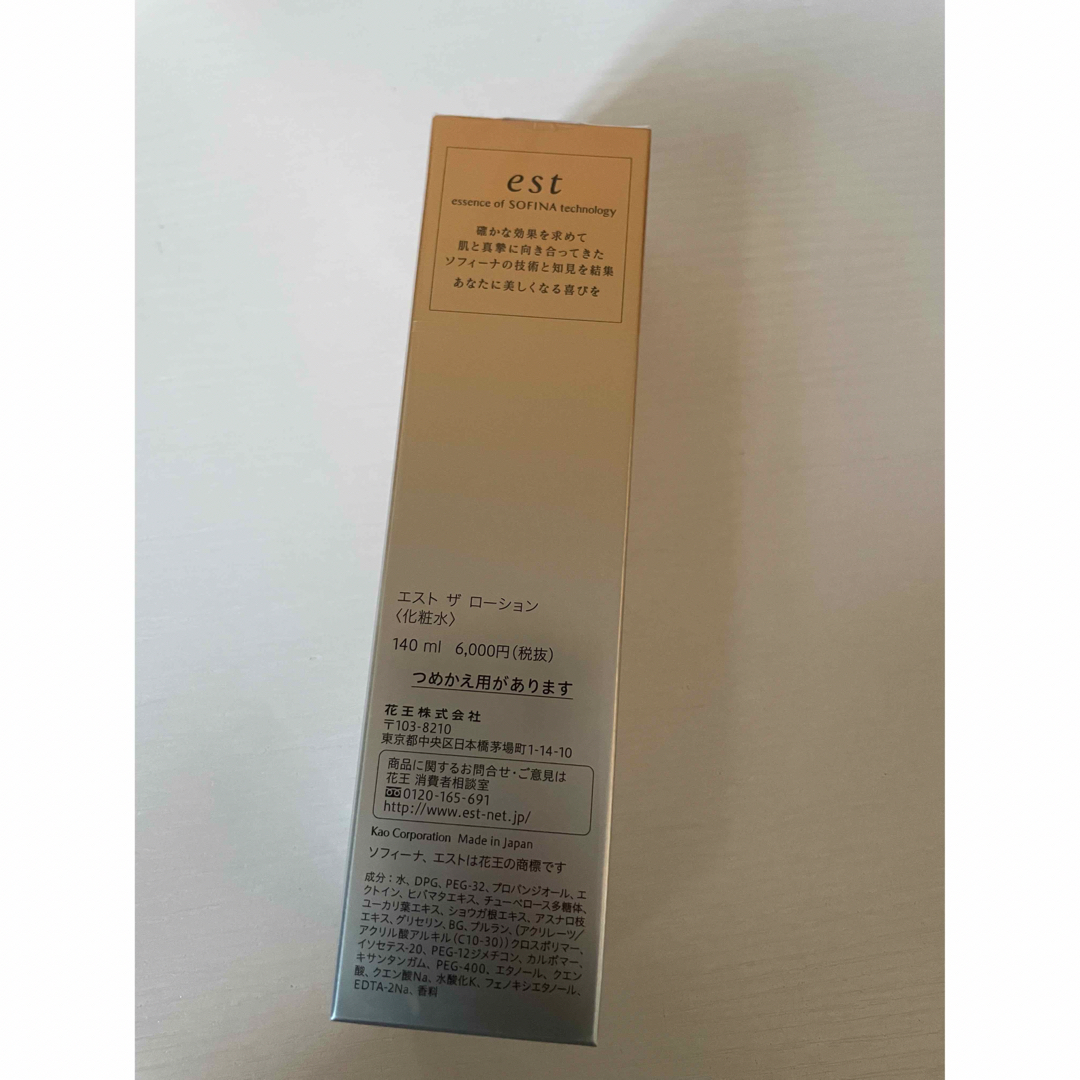 est
essence of SOFINA technology
確かな効果を求めて
肌と真摯に向き合ってきた
ソフィーナの技術と知見を結集
あなたに美しくなる喜びを
エスト ザ ローション
〈化粧水〉
140 ml 6,000円(税抜)
つめかえ用があります
花王株式会社
〒103-8210
東京都中央区日本橋茅場町1-14-10
商品に関するお問合せ・ご意見は
花王 消費者相談室
0120-165-691
http://www.est-net.jp/
Kao Corporation Made in Japan
ソフィーナ、エストは花王の商標です
成分：水、DPG、PEG-32、プロパンジオール、エ
クトイン、ヒバマタエキス、チューベロース多糖体、
ユーカリ葉エキス、ショウガ根エキス、アスナロ枝
エキス、グリセリン、BG、プルラン、(アクリレーツ/
アクリル酸アルキル(C10-30))クロスポリマー、
イソセテス-20、PEG-12ジメチコン、カルボマー、
キサンタンガム、PEG-400、エタノール、クエン
酸、クエン酸Na、水酸化K、フェノキシエタノール、
EDTA-2Na、香料